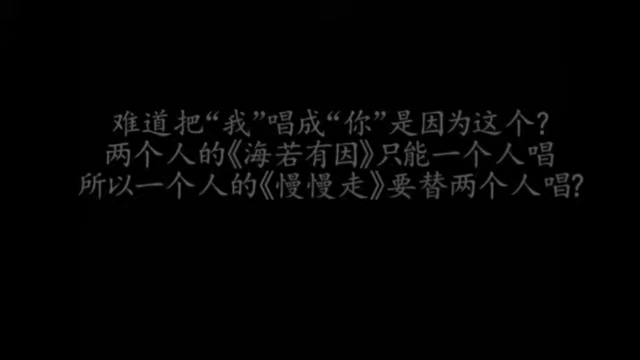 难道把“我”唱成“你”是因为这个?
两个人的《海若有因》只能一个人唱
所以一个人的《慢慢走》要替两个人唱?